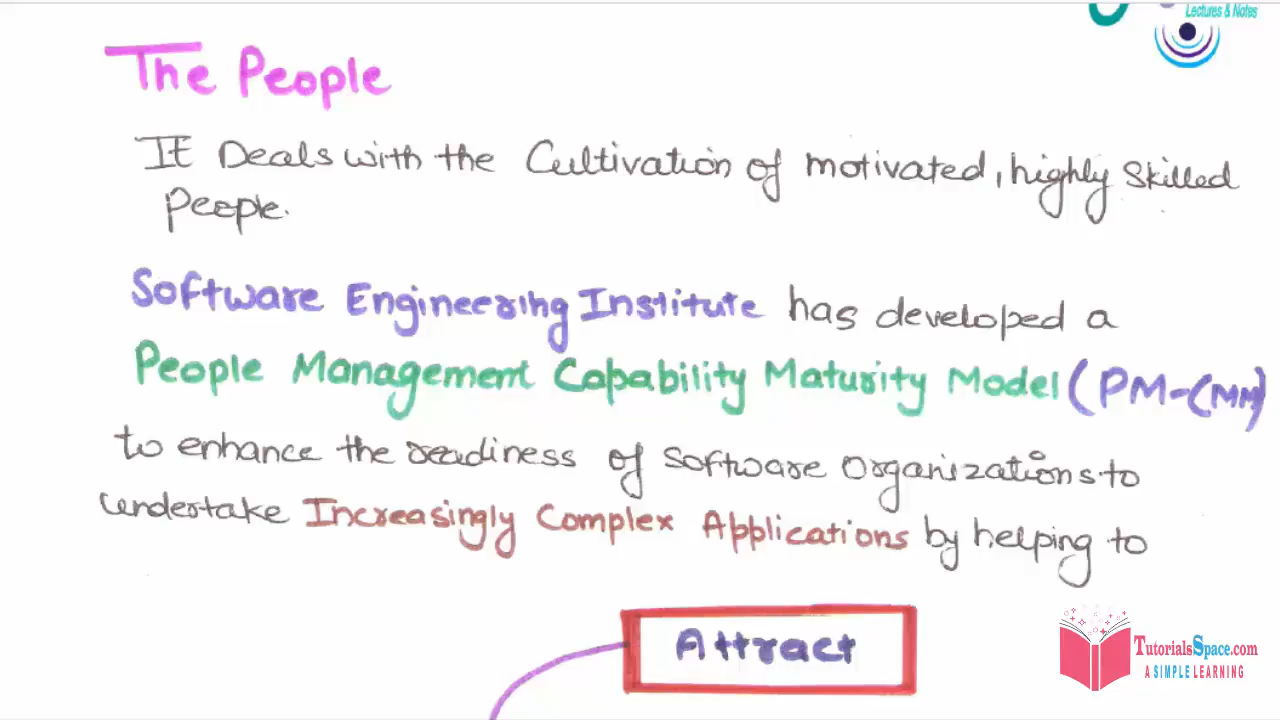 Lectures & Notes
The People
It Deals with the Cultivation of motivated, highly Skilled
People.
Software Engineering Institute has developed a
People Management Capability Maturity Model (PM-CMM)
to enhance the readiness of Software Organizations to
undertake Increasingly Complex Applications by helping to
Attract
TutorialsSpace.com
A SIMPLE LEARNING